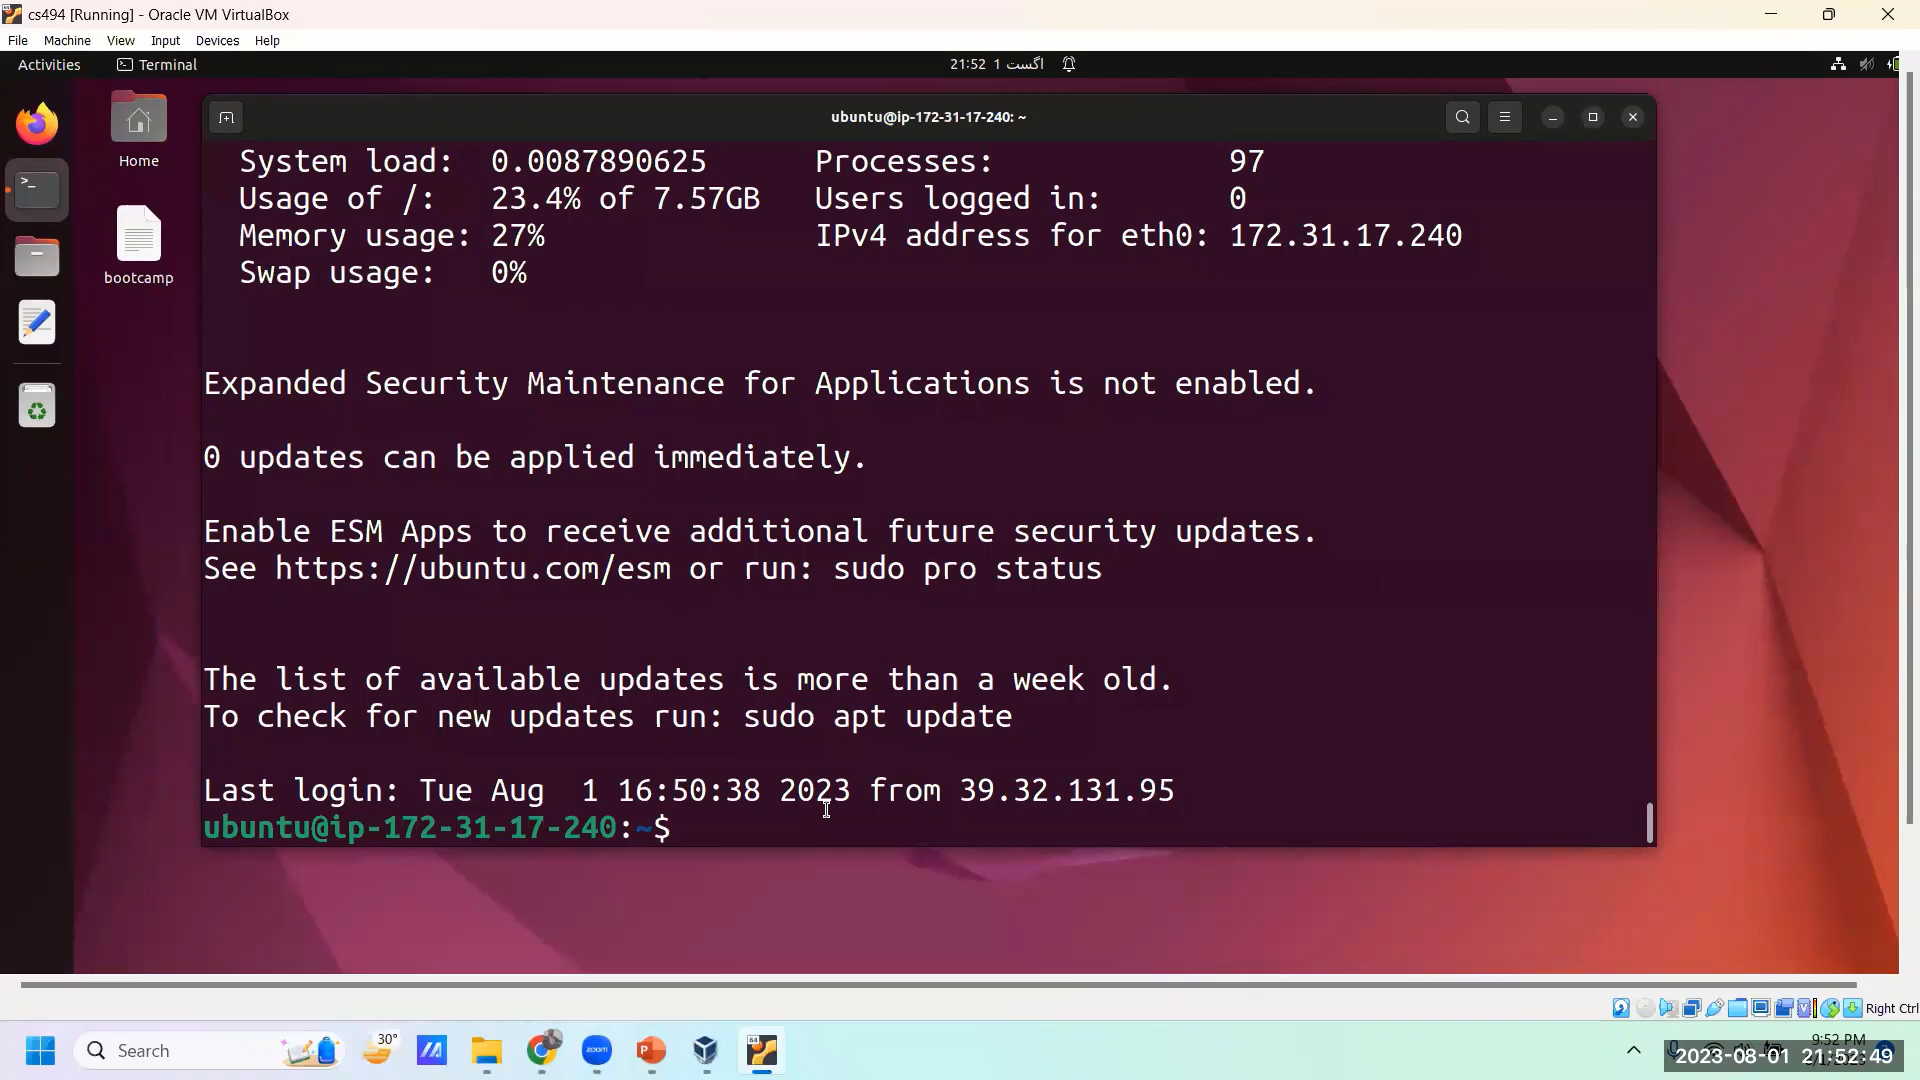 cs494 [Running] - Oracle VM VirtualBox
File Machine View Input Devices Help
Activities Terminal
21:52 1 اگست
ubuntu@ip-172-31-17-240: ~
Home
bootcamp
System load: 0.0087890625 Processes: 97
Usage of /: 23.4% of 7.57GB Users logged in: 0
Memory usage: 27% IPv4 address for eth0: 172.31.17.240
Swap usage: 0%
Expanded Security Maintenance for Applications is not enabled.
0 updates can be applied immediately.
Enable ESM Apps to receive additional future security updates.
See https://ubuntu.com/esm or run: sudo pro status
The list of available updates is more than a week old.
To check for new updates run: sudo apt update
Last login: Tue Aug  1 16:50:38 2023 from 39.32.131.95
ubuntu@ip-172-31-17-240:~$
Right Ctrl
Search
30°
zoom
9:52 PM
2023-08-01 21:52:49